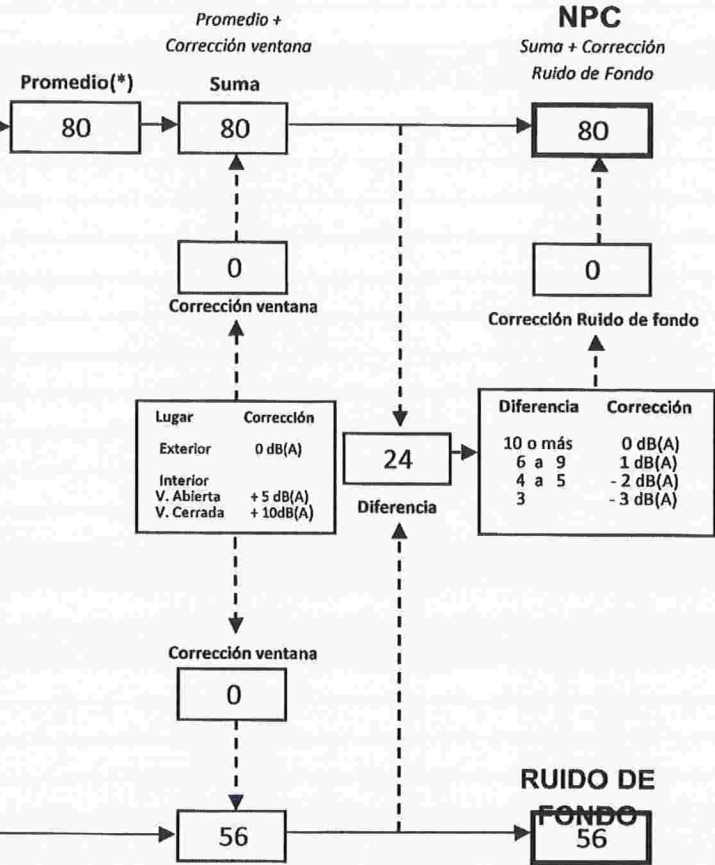 Promedio +
Corrección ventana
NPC
Suma + Corrección
Ruido de Fondo
Promedio(*)
Suma
80
80
80
0
Corrección ventana
0
Corrección Ruido de fondo
Lugar Corrección
Exterior 0 dB(A)
Interior
V. Abierta + 5 dB(A)
V. Cerrada + 10dB(A)
24
Diferencia
Diferencia Corrección
10 o más 0 dB(A)
6 a 9 1 dB(A)
4 a 5 - 2 dB(A)
3 - 3 dB(A)
Corrección ventana
0
56
RUIDO DE
FONDO
56